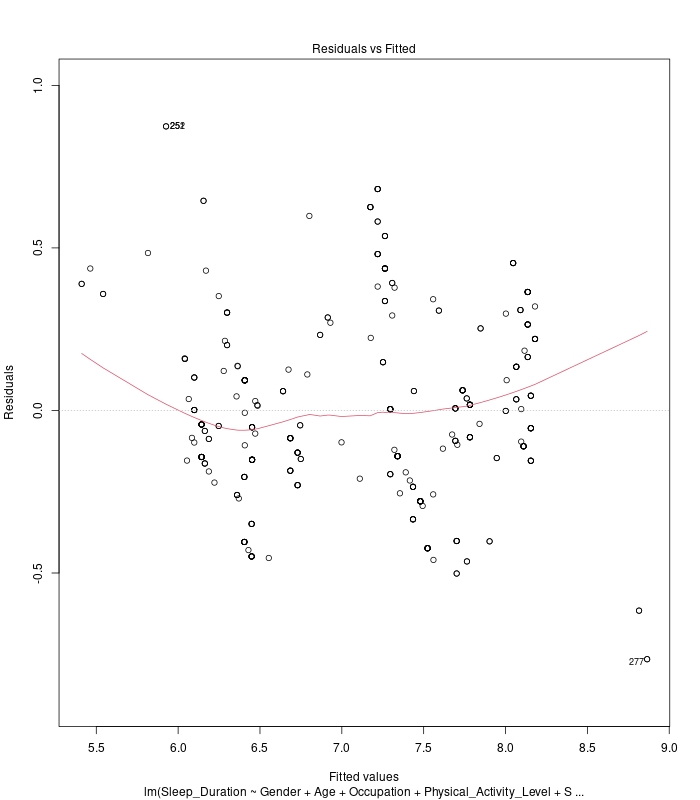 Residuals vs Fitted
1.0
0.5
0.0
-0.5
Residuals
277
5.5 6.0 6.5 7.0 7.5 8.0 8.5 9.0
Fitted values
lm(Sleep_Duration ~ Gender + Age + Occupation + Physical_Activity_Level + S ...